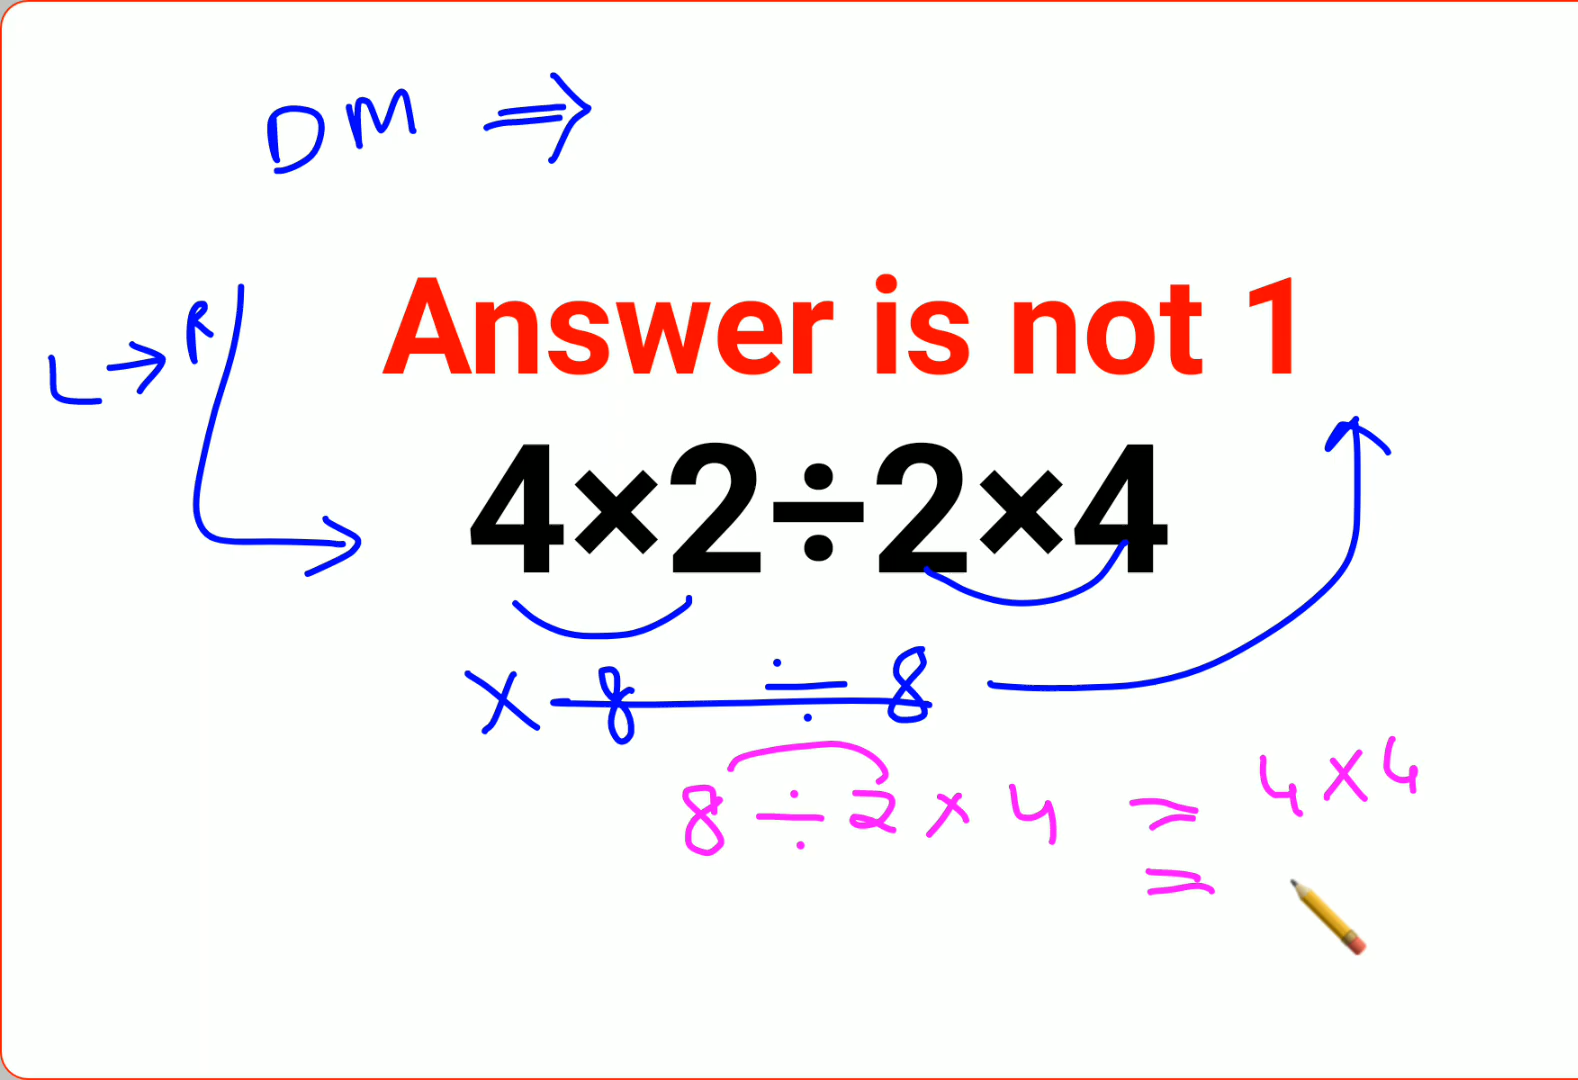 DM ⇒
L → R
Answer is not 1
4×2÷2×4
× 8 ÷ 8
8 ÷ 2 × 4 = 4 × 4
=